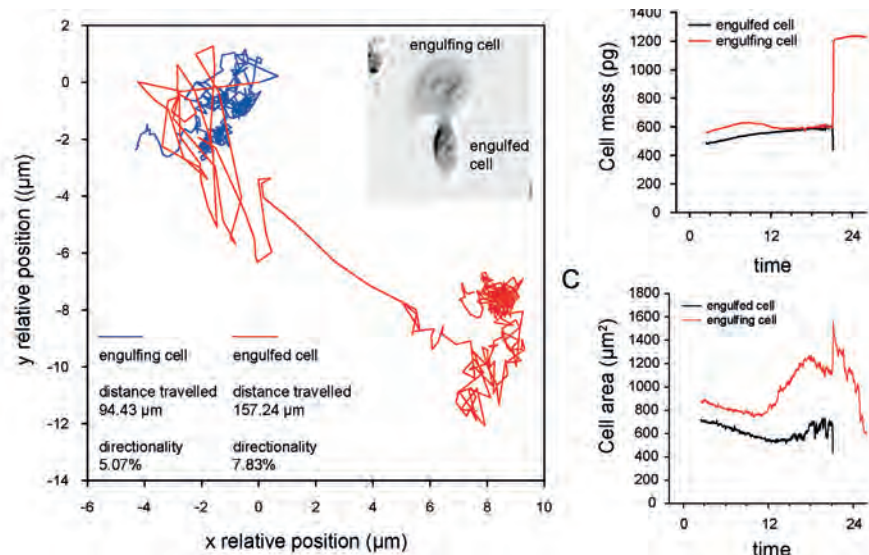 2
0
-2
-4
-6
-8
-10
-12
-14
y relative position ((μm)
-6
-4
-2
0
2
4
6
8
10
x relative position (μm)
engulfing cell
engulfed
cell
engulfing cell
engulfed cell
distance travelled
94.43 μm
distance travelled
157.24 μm
directionality
5.07%
directionality
7.83%
1400
1200
1000
800
600
400
200
0
Cell mass (pg)
engulfed cell
engulfing cell
0
12
24
time
C
1800
1600
1400
1200
1000
800
600
400
200
0
Cell area (μm²)
engulfed cell
engulfing cell
0
12
24
time